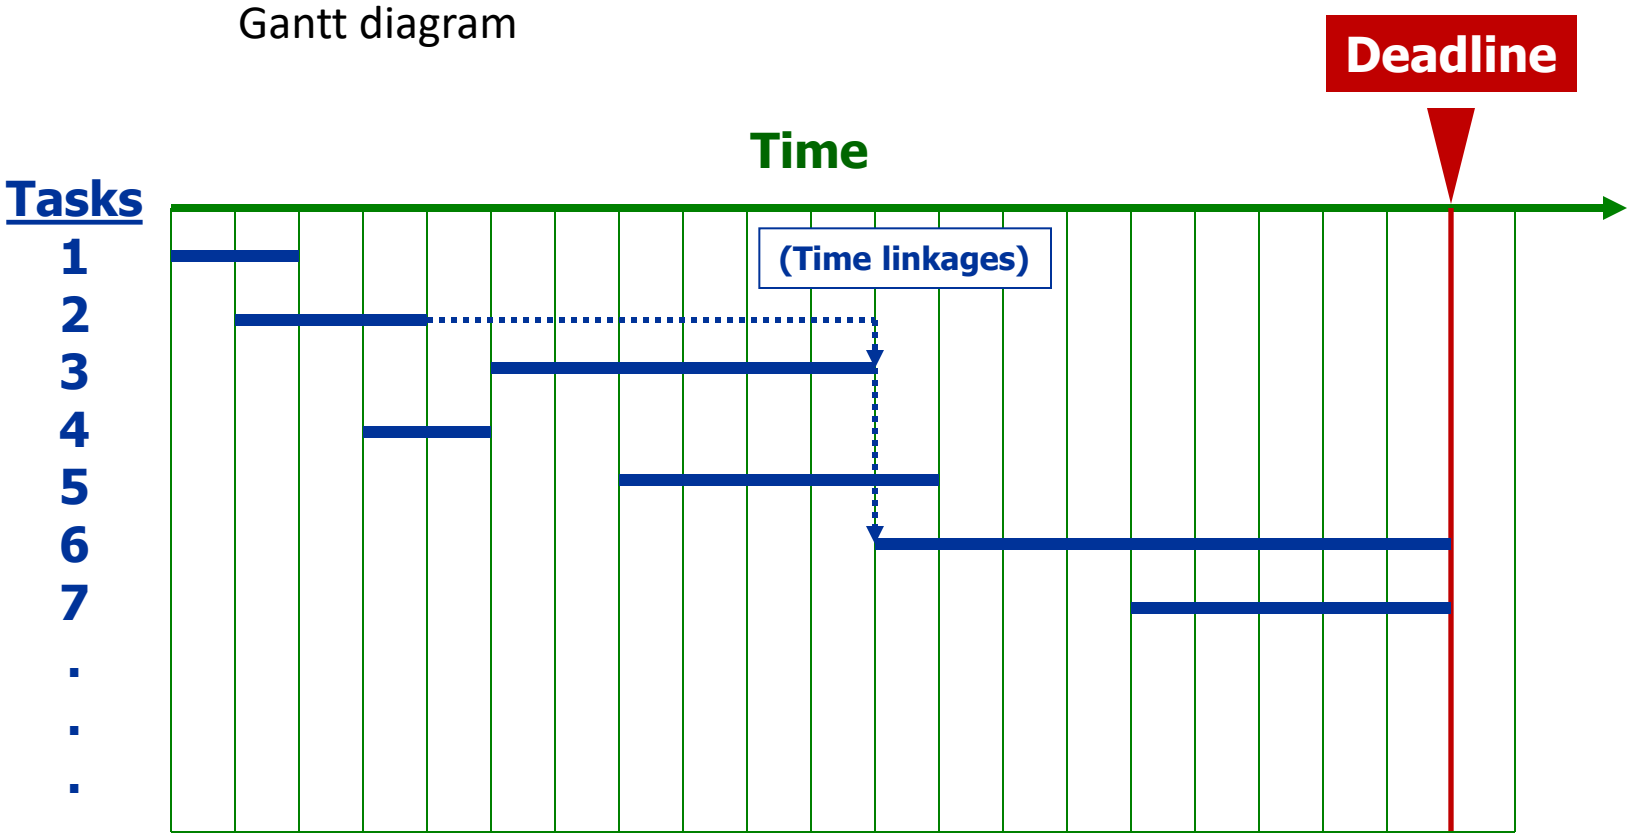 Gantt diagram
Deadline
Time
Tasks
(Time linkages)
1
2
3
4
5
6
7
.
.
.